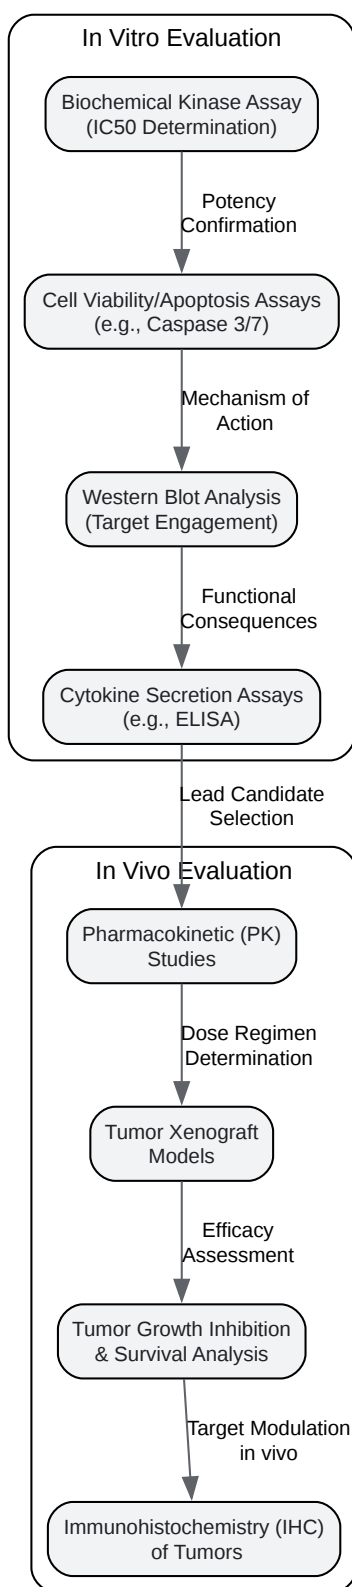 In Vitro Evaluation
Biochemical Kinase Assay
(IC50 Determination)
Potency
Confirmation
Cell Viability/Apoptosis Assays
(e.g., Caspase 3/7)
Mechanism of
Action
Western Blot Analysis
(Target Engagement)
Functional
Consequences
Cytokine Secretion Assays
(e.g., ELISA)
Lead Candidate
Selection
In Vivo Evaluation
Pharmacokinetic (PK)
Studies
Dose Regimen
Determination
Tumor Xenograft
Models
Efficacy
Assessment
Tumor Growth Inhibition
& Survival Analysis
Target Modulation
in vivo
Immunohistochemistry (IHC)
of Tumors